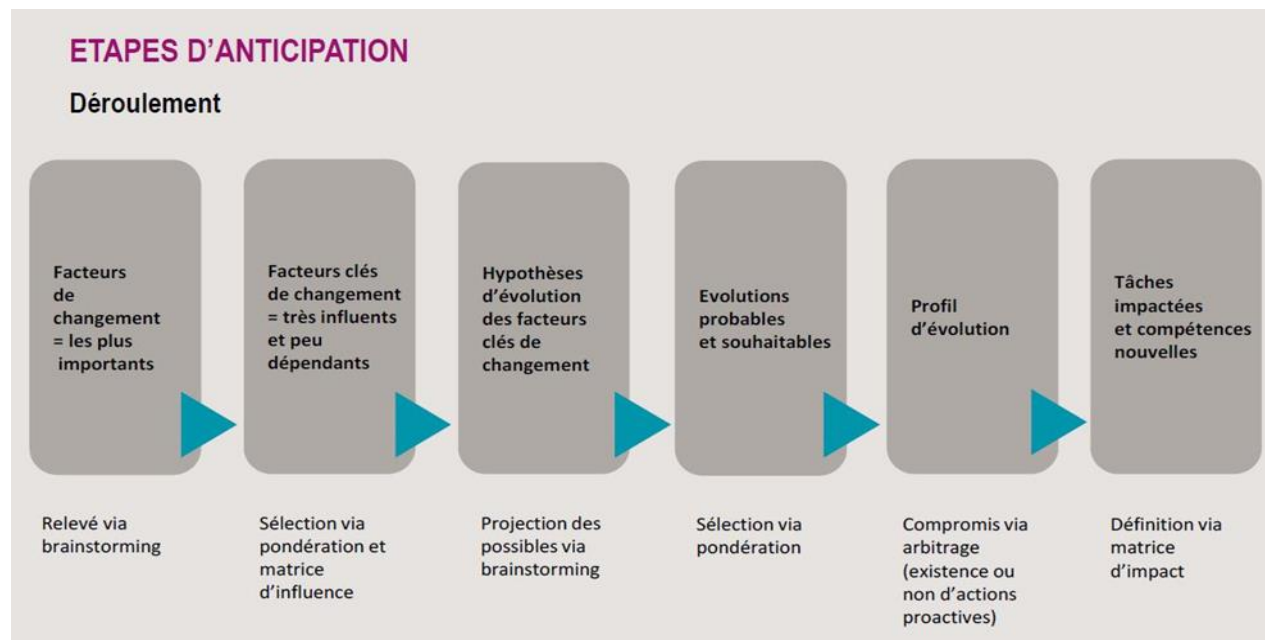 ETAPES D’ANTICIPATION
Déroulement
Facteurs
de
changement
= les plus
importants
Facteurs clés
de changement
= très influents
et peu
dépendants
Hypothèses
d’évolution
des facteurs
clés de
changement
Evolutions
probables
et souhaitables
Profil
d’évolution
Tâches
impactées
et compétences
nouvelles
Relevé via
brainstorming
Sélection via
pondération et
matrice
d’influence
Projection des
possibles via
brainstorming
Sélection via
pondération
Compromis via
arbitrage
(existence ou
non d’actions
proactives)
Définition via
matrice
d’impact